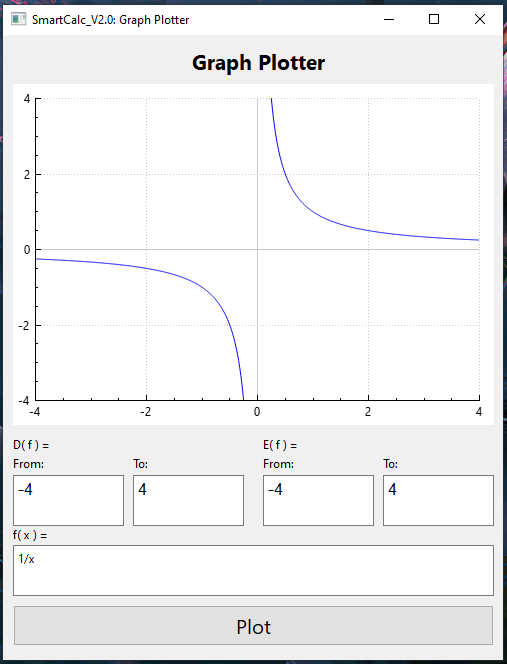 SmartCalc_V2.0: Graph Plotter
Graph Plotter
4
2
0
-2
-4
-4 -2 0 2 4
D( f ) = E( f ) =
From: To: From: To:
-4 4 -4 4
f( x ) =
1/x
Plot